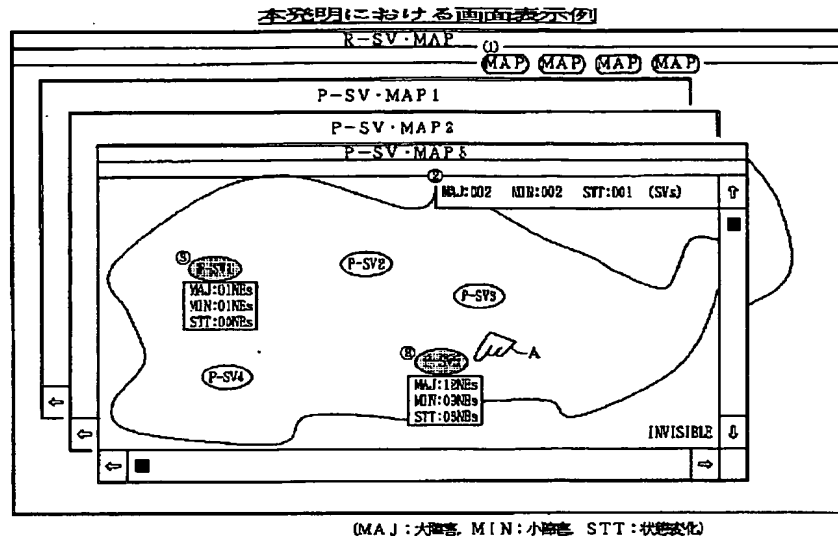 本発明における画面表示例
R-SV·MAP
(1)
MAP MAP MAP MAP
P-SV·MAP1
P-SV·MAP2
P-SV·MAP3
②
MAJ:002 MIN:002 STT:001 (SVs)
P-SV1
MAJ:01NEs
MIN:01NEs
STT:00NEs
P-SV2
P-SV3
A
P-SV4
MAJ:12NEs
MIN:03NEs
STT:05NEs
INVISIBLE
(MAJ:大障害, MIN:小障害, STT:状態変化)